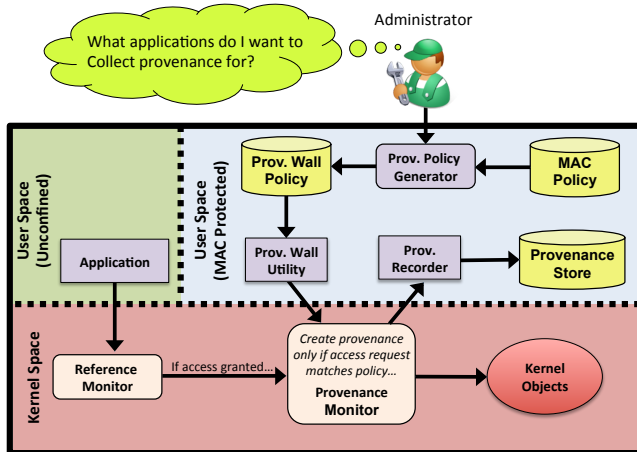 Administrator
What applications do I want to
Collect provenance for?
User Space
(Unconfined)
User Space
(MAC Protected)
Prov. Wall
Policy
Prov. Policy
Generator
MAC
Policy
Application
Prov. Wall
Utility
Prov.
Recorder
Provenance
Store
Kernel Space
Reference
Monitor
If access granted...
Create provenance
only if access request
matches policy...
Provenance
Monitor
Kernel
Objects